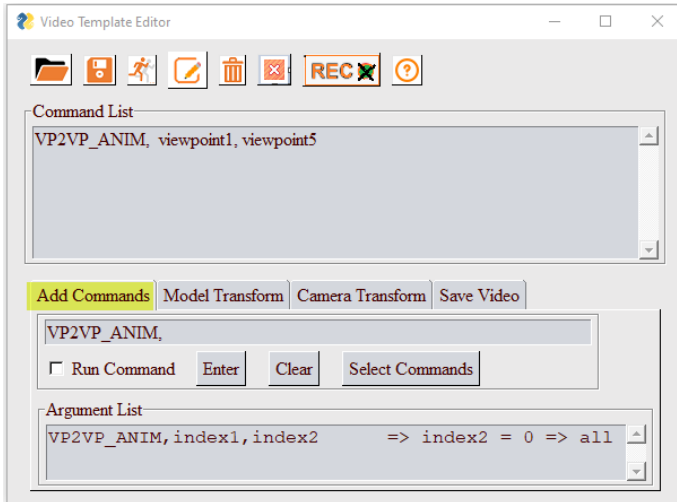 Video Template Editor
REC
Command List
VP2VP_ANIM,  viewpoint1, viewpoint5
Add Commands Model Transform Camera Transform Save Video
VP2VP_ANIM,
Run Command Enter Clear Select Commands
Argument List
VP2VP_ANIM,index1,index2      => index2 = 0 => all